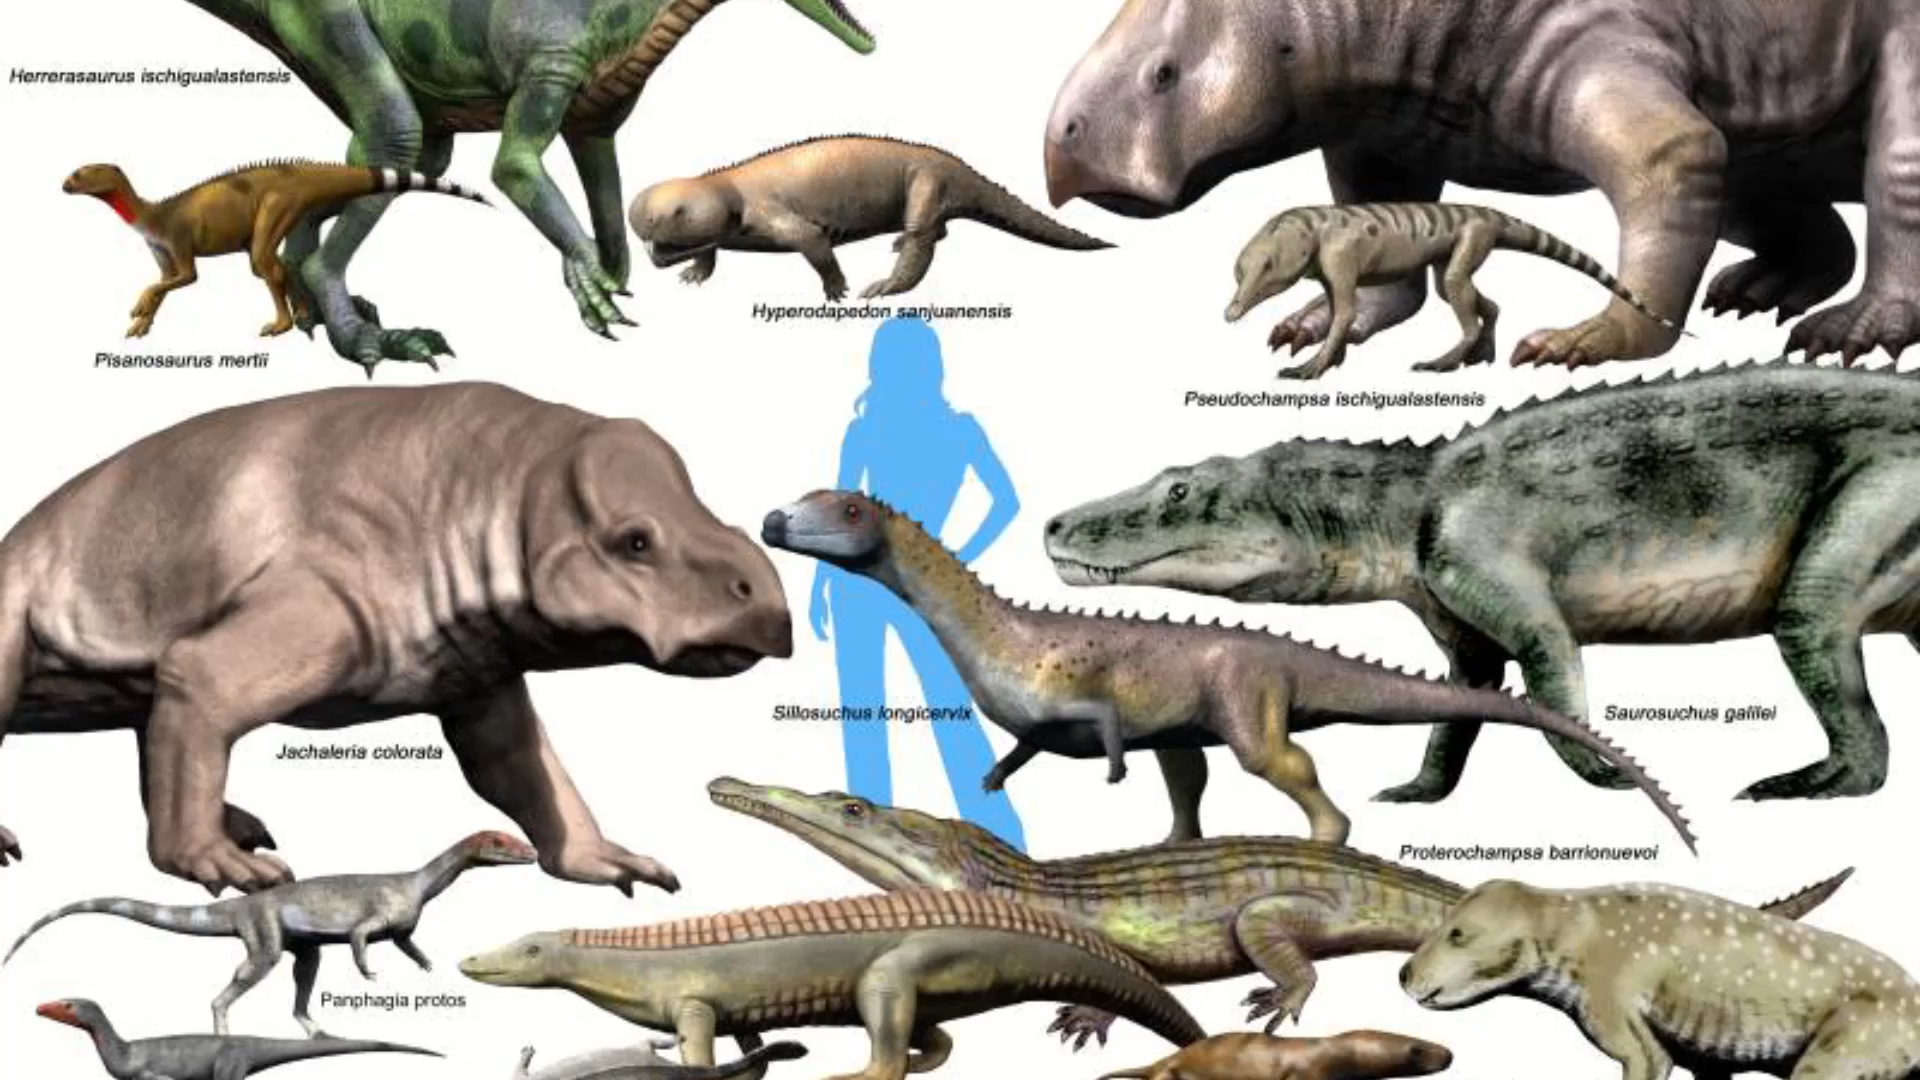 Herrerasaurus ischigualastensis
Hyperodapedon sanjuanensis
Pisanosaurus mertii
Pseudochampsa ischigualastensis
Sillosuchus longicervix
Saurosuchus galilei
Jachaleria colorata
Proterochampsa barrionuevoi
Panphagia protos